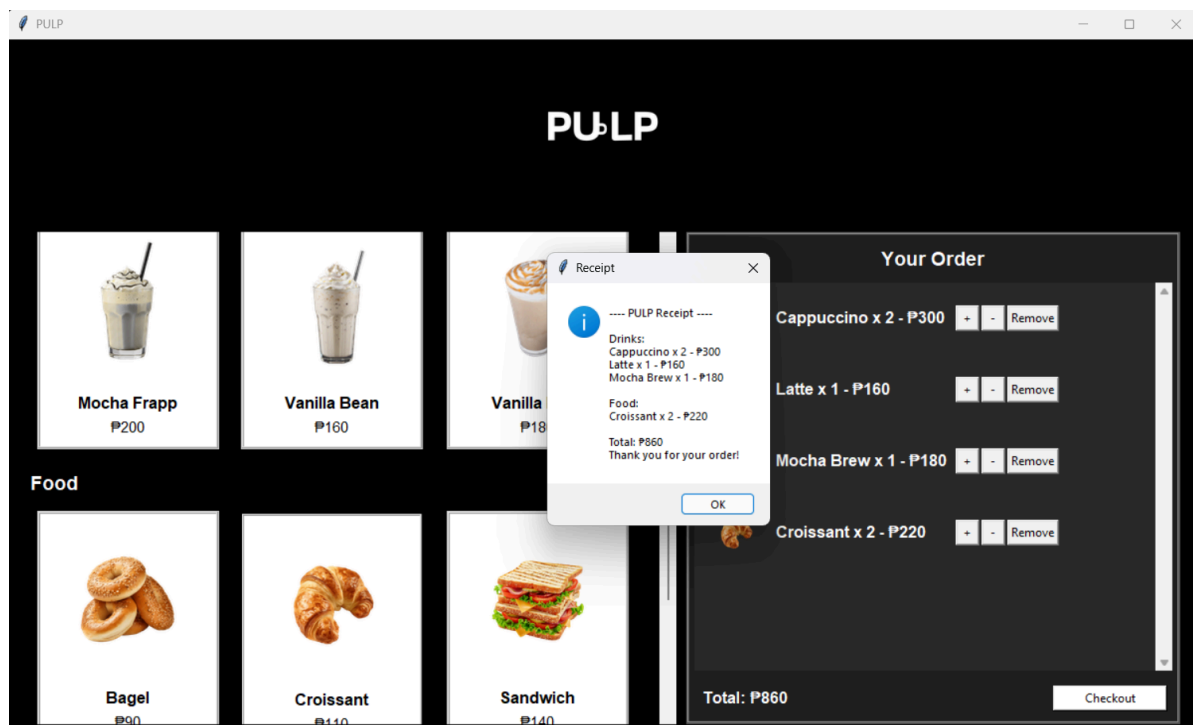 PULP
PULP
Mocha Frapp
₱200
Vanilla Bean
₱160
Vanilla
Food
Bagel
₱90
Croissant
₱110
Sandwich
₱140
Receipt
---- PULP Receipt ----
Drinks:
Cappuccino x 2 - ₱300
Latte x 1 - ₱160
Mocha Brew x 1 - ₱180
Food:
Croissant x 2 - ₱220
Total: ₱860
Thank you for your order!
OK
Your Order
Cappuccino x 2 - ₱300 + - Remove
Latte x 1 - ₱160 + - Remove
Mocha Brew x 1 - ₱180 + - Remove
Croissant x 2 - ₱220 + - Remove
Total: ₱860 Checkout